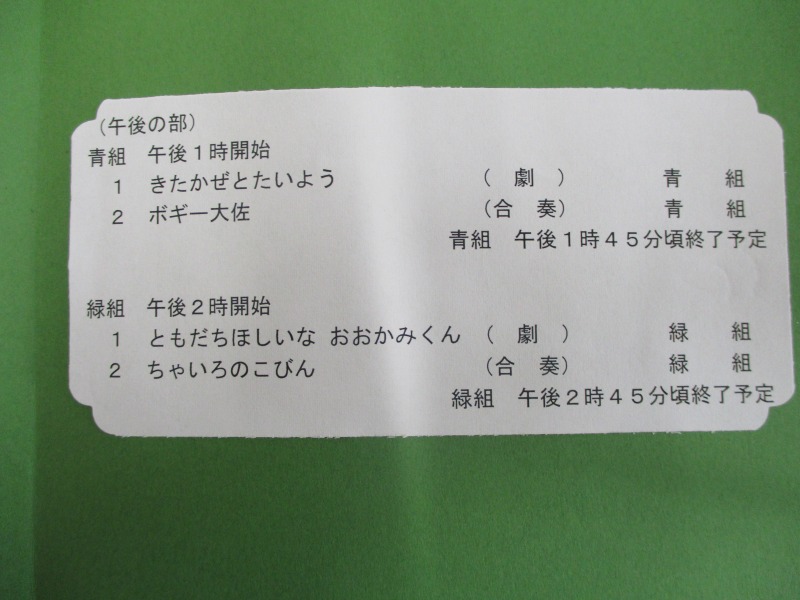 （午後の部）
青組　午後１時開始
１　きたかぜとたいよう　（　劇　）　青　組
２　ボギー大佐　（合　奏）　青　組
青組　午後１時４５分頃終了予定
緑組　午後２時開始
１　ともだちほしいな おおかみくん　（　劇　）　緑　組
２　ちゃいろのこびん　（合　奏）　緑　組
緑組　午後２時４５分頃終了予定